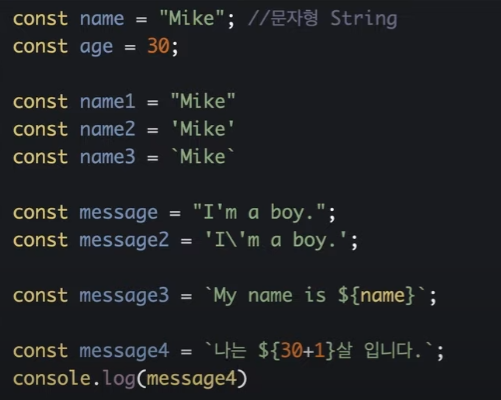 const name = "Mike"; //문자형 String
const age = 30;
const name1 = "Mike"
const name2 = 'Mike'
const name3 = `Mike`
const message = "I'm a boy.";
const message2 = 'I\'m a boy.';
const message3 = `My name is ${name}`;
const message4 = `나는 ${30+1}살 입니다.`;
console.log(message4)